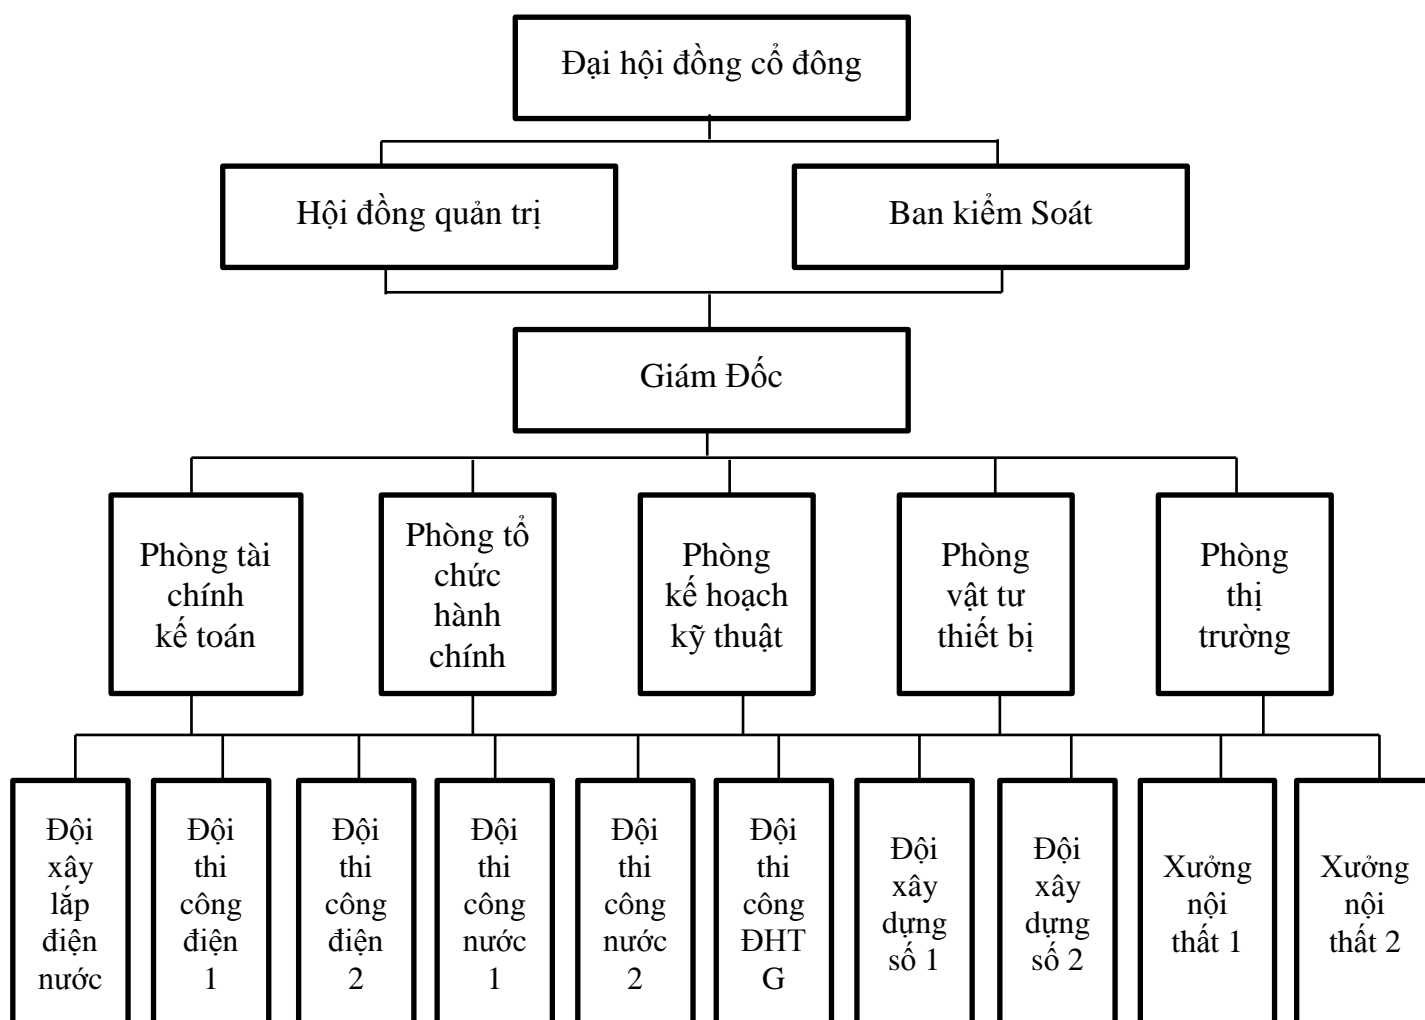 Đại hội đồng cổ đông
Hội đồng quản trị
Ban kiểm Soát
Giám Đốc
Phòng tài
chính
kế toán
Phòng tổ
chức
hành
chính
Phòng
kế hoạch
kỹ thuật
Phòng
vật tư
thiết bị
Phòng
thị
trường
Đội
xây
lắp
điện
nước
Đội
thi
công
điện
1
Đội
thi
công
điện
2
Đội
thi
công
nước
1
Đội
thi
công
nước
2
Đội
thi
công
ĐHT
G
Đội
xây
dựng
số 1
Đội
xây
dựng
số 2
Xưởng
nội
thất 1
Xưởng
nội
thất 2